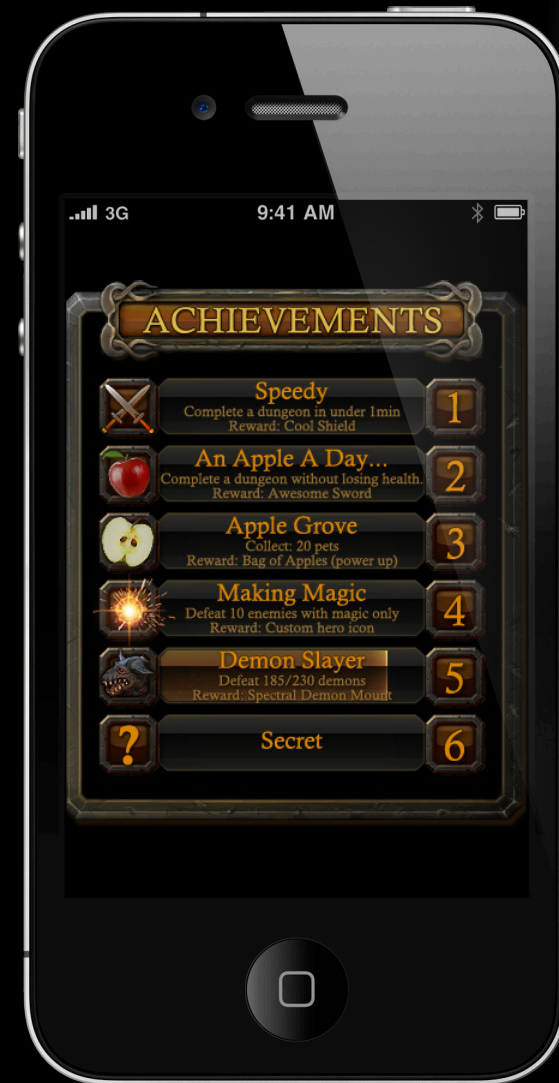 3G 9:41 AM
ACHIEVEMENTS
Speedy
Complete a dungeon in under 1min
Reward: Cool Shield
1
An Apple A Day...
Complete a dungeon without losing health.
Reward: Awesome Sword
2
Apple Grove
Collect: 20 pets
Reward: Bag of Apples (power up)
3
Making Magic
Defeat 10 enemies with magic only
Reward: Custom hero icon
4
Demon Slayer
Defeat 185/230 demons
Reward: Spectral Demon Mount
5
?
Secret
6